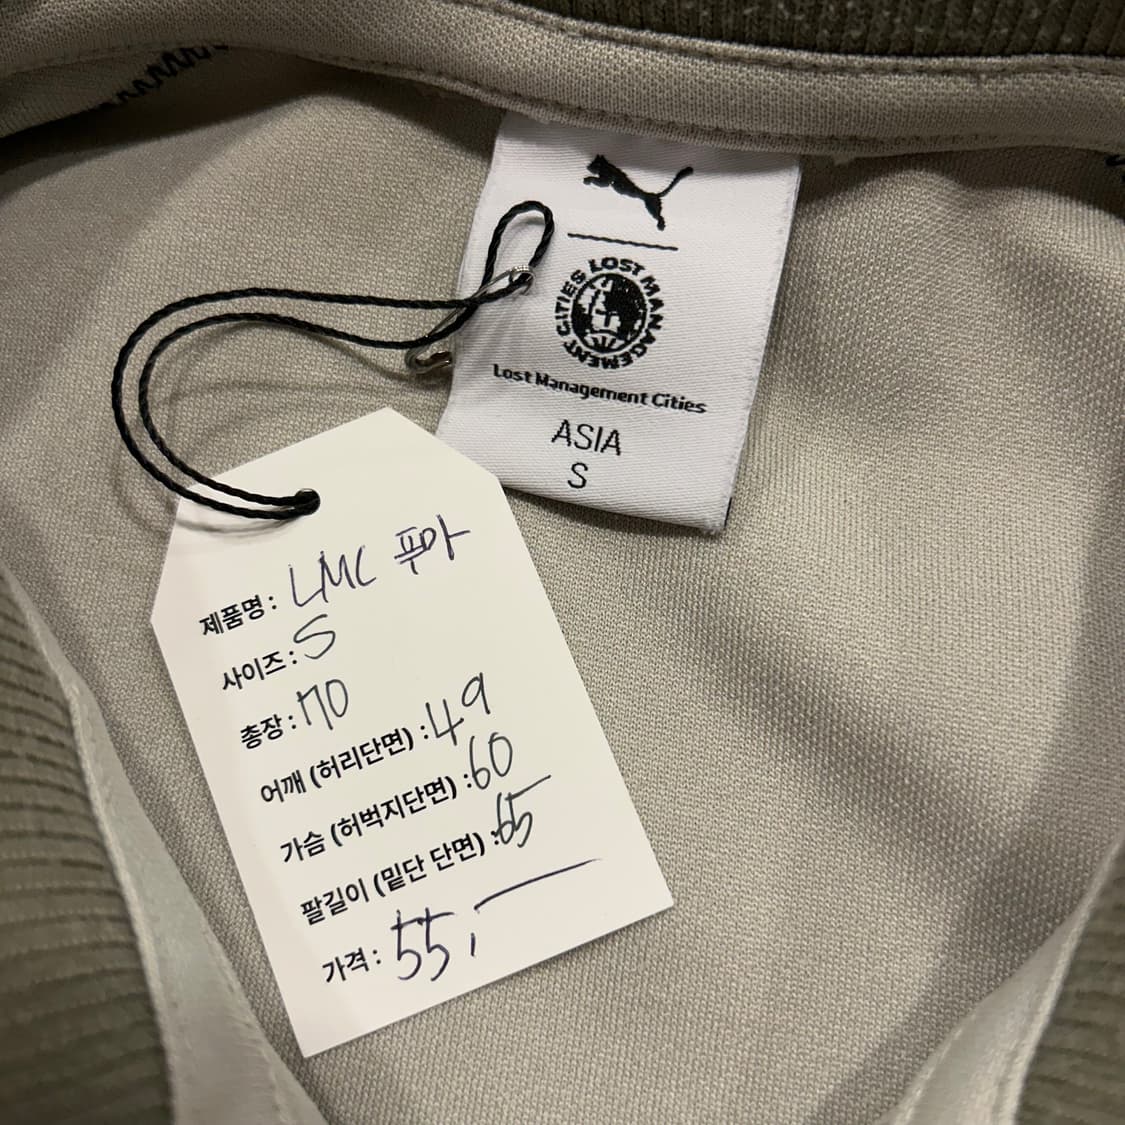 LOST MANAGEMENT CITIES
Lost Management Cities
ASIA
S
제품명 : LMC 푸마
사이즈 : S
총장 : 70
어깨 (허리단면) : 49
가슴 (허벅지단면) : 60
팔길이 (밑단 단면) : 65
가격 : 55,